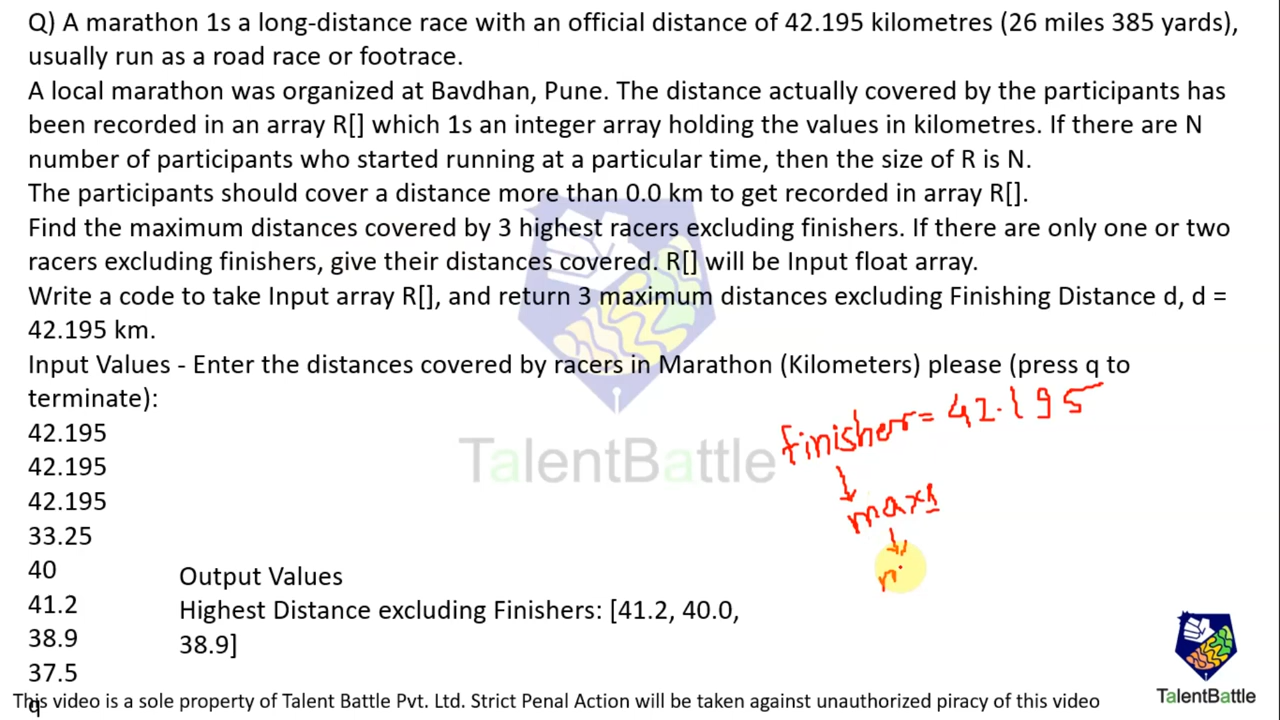 Q) A marathon 1s a long-distance race with an official distance of 42.195 kilometres (26 miles 385 yards),
usually run as a road race or footrace.
A local marathon was organized at Bavdhan, Pune. The distance actually covered by the participants has
been recorded in an array R[] which 1s an integer array holding the values in kilometres. If there are N
number of participants who started running at a particular time, then the size of R is N.
The participants should cover a distance more than 0.0 km to get recorded in array R[].
Find the maximum distances covered by 3 highest racers excluding finishers. If there are only one or two
racers excluding finishers, give their distances covered. R[] will be Input float array.
Write a code to take Input array R[], and return 3 maximum distances excluding Finishing Distance d, d =
42.195 km.
Input Values - Enter the distances covered by racers in Marathon (Kilometers) please (press q to
terminate):
42.195
42.195
42.195
33.25
40
41.2
38.9
37.5
q
Output Values
Highest Distance excluding Finishers: [41.2, 40.0,
38.9]
finisher = 42.195
max1
TalentBattle
TalentBattle
This video is a sole property of Talent Battle Pvt. Ltd. Strict Penal Action will be taken against unauthorized piracy of this video